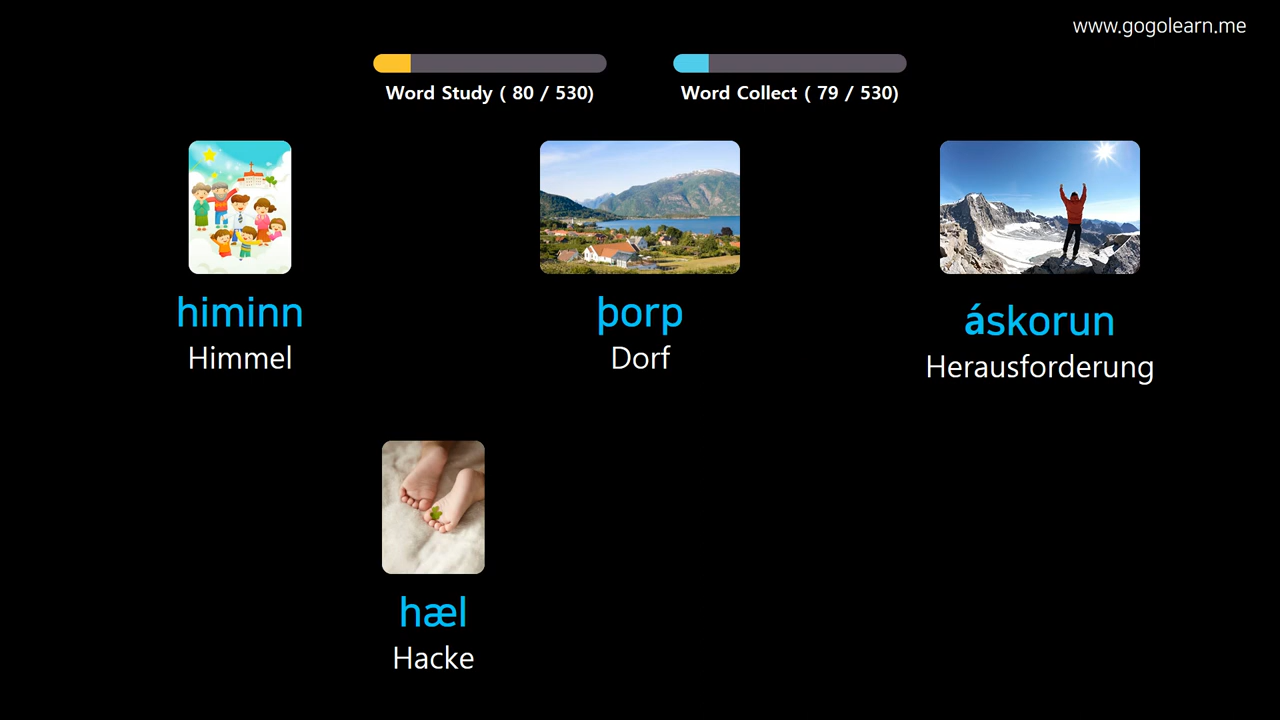 www.gogolearn.me
Word Study ( 80 / 530)
Word Collect ( 79 / 530)
himinn
Himmel
þorp
Dorf
áskorun
Herausforderung
hæl
Hacke